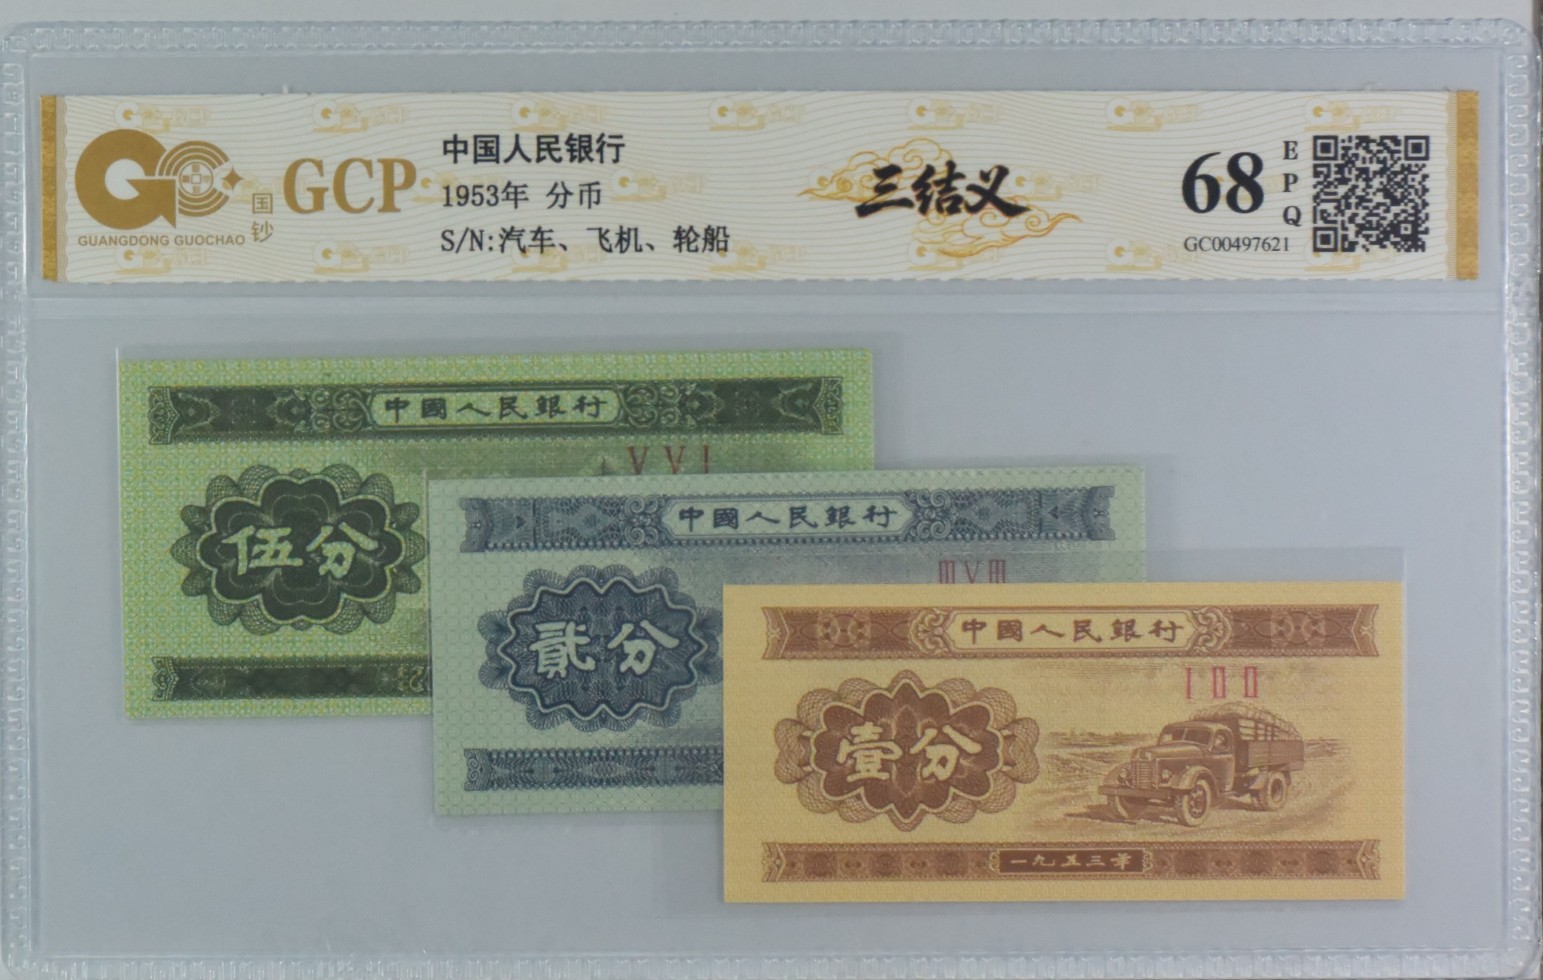 GUANGDONG GUOCHAO
国钞
GCP
中国人民银行
1953年 分币
S/N:汽车、飞机、轮船
三结义
68
EPQ
GC00497621
中國人民銀行
V V I
伍分
中國人民銀行
III V III
貳分
中國人民銀行
壹分
一九五三年